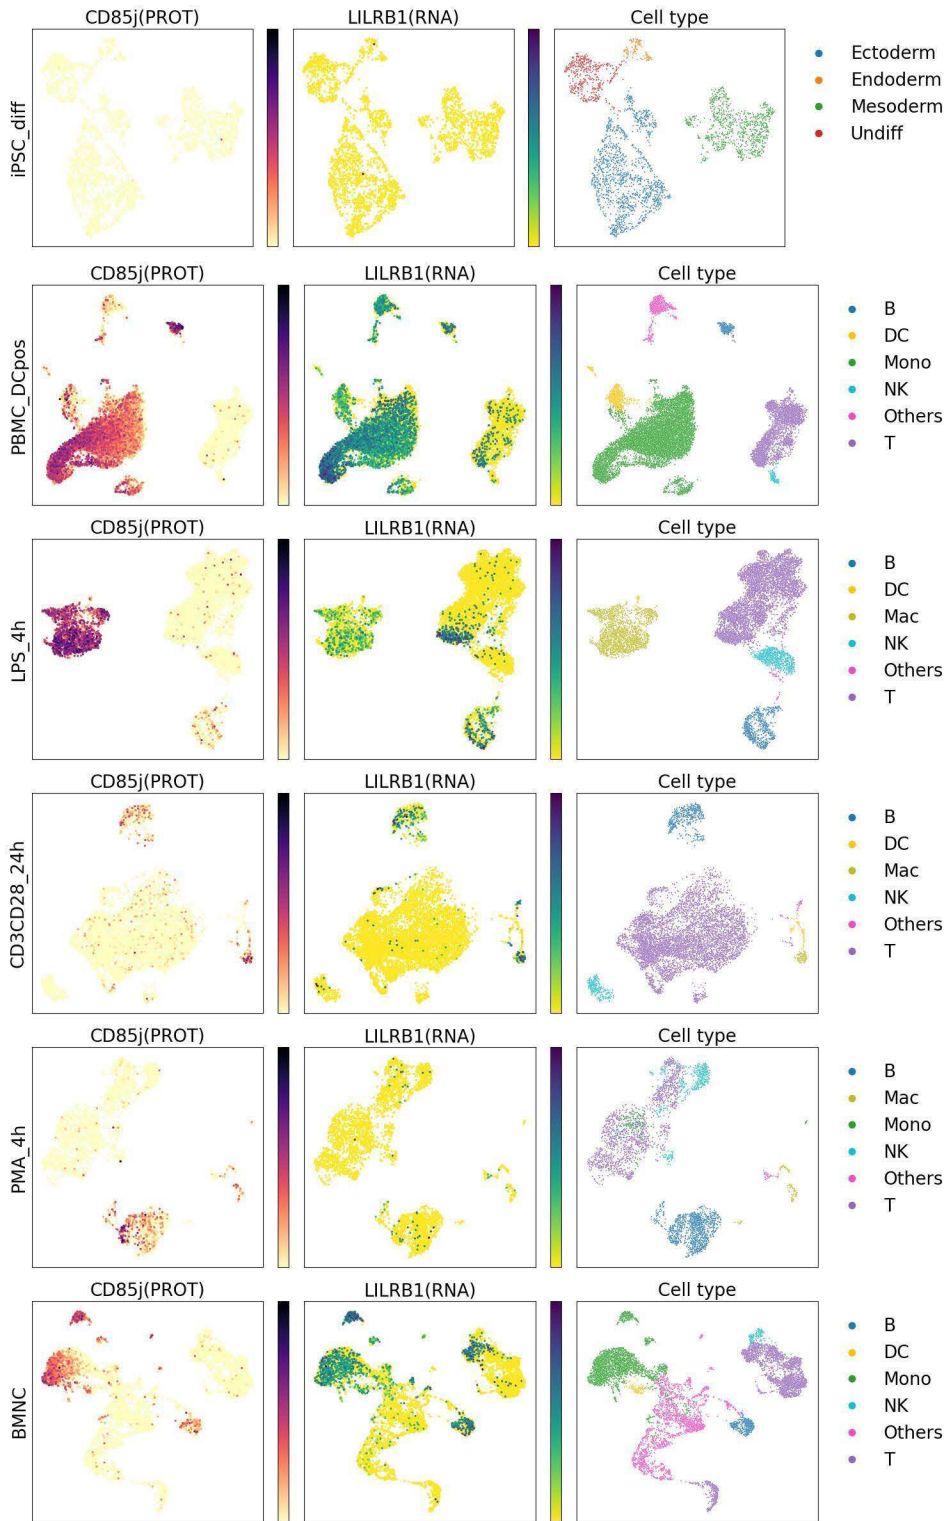 CD85j(PROT) LILRB1(RNA) Cell type
iPSC_diff
Ectoderm
Endoderm
Mesoderm
Undiff
CD85j(PROT) LILRB1(RNA) Cell type
PBMC_DCpos
B
DC
Mono
NK
Others
T
CD85j(PROT) LILRB1(RNA) Cell type
LPS_4h
B
DC
Mac
NK
Others
T
CD85j(PROT) LILRB1(RNA) Cell type
CD3CD28_24h
B
DC
Mac
NK
Others
T
CD85j(PROT) LILRB1(RNA) Cell type
PMA_4h
B
Mac
Mono
NK
Others
T
CD85j(PROT) LILRB1(RNA) Cell type
BMNC
B
DC
Mono
NK
Others
T